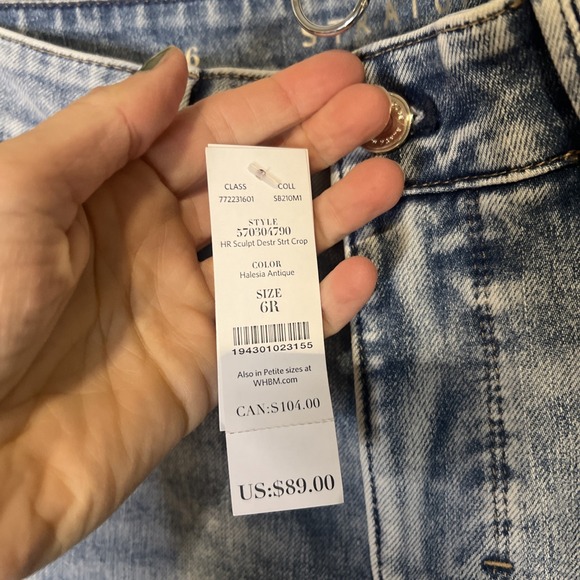 CLASS COLL
772231601 SB210M1
STYLE
570304790
HR Sculpt Destr Strt Crop
COLOR
Halesia Antique
SIZE
6R
194301023155
Also in Petite sizes at
WHBM.com
CAN:$104.00
US:$89.00